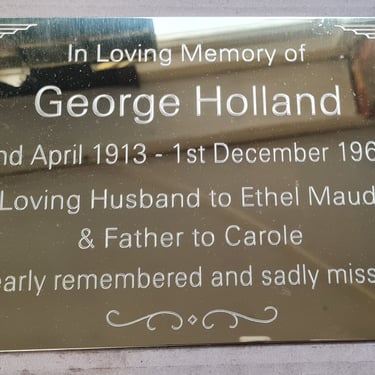 In Loving Memory of
George Holland
nd April 1913 - 1st December 196
Loving Husband to Ethel Maud
& Father to Carole
early remembered and sadly miss